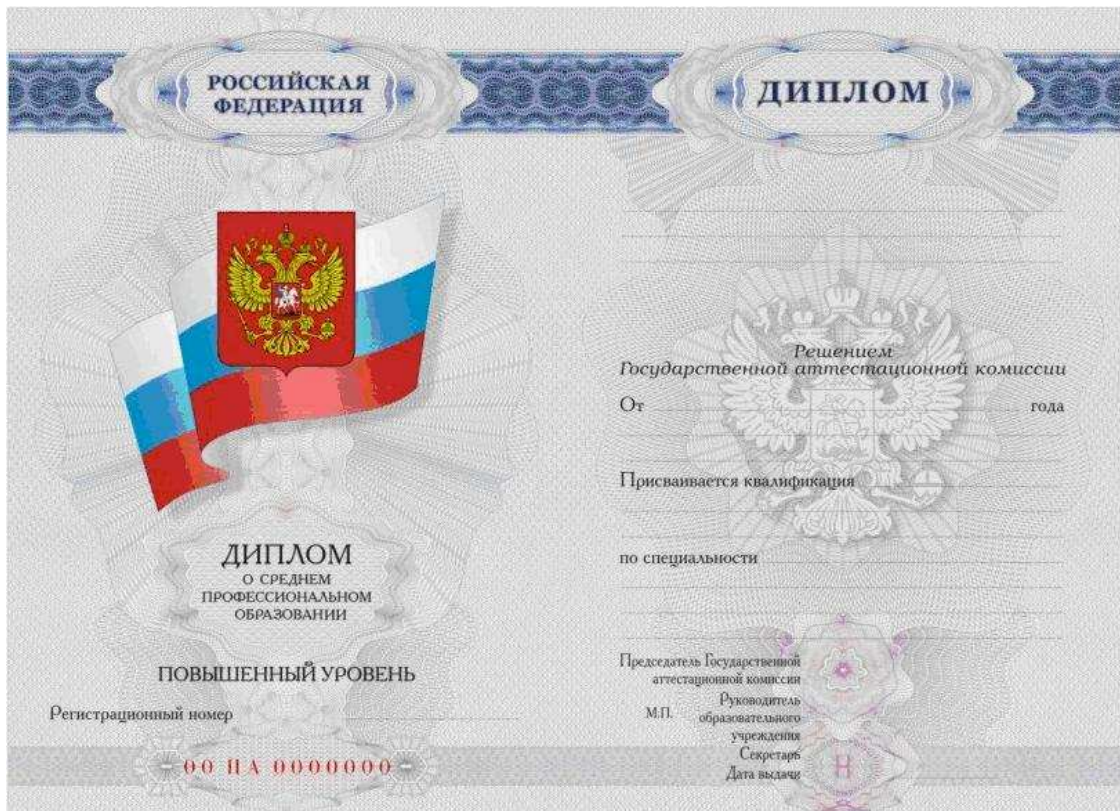 РОССИЙСКАЯ
ФЕДЕРАЦИЯ
ДИПЛОМ
О СРЕДНЕМ
ПРОФЕССИОНАЛЬНОМ
ОБРАЗОВАНИИ
ПОВЫШЕННЫЙ УРОВЕНЬ
Регистрационный номер
00 НА 0000000
ДИПЛОМ
Решением
Государственной аттестационной комиссии
От года
Присваивается квалификация
по специальности
Председатель Государственной
аттестационной комиссии
Руководитель
М.П. образовательного
учреждения
Секретарь
Дата выдачи
Н